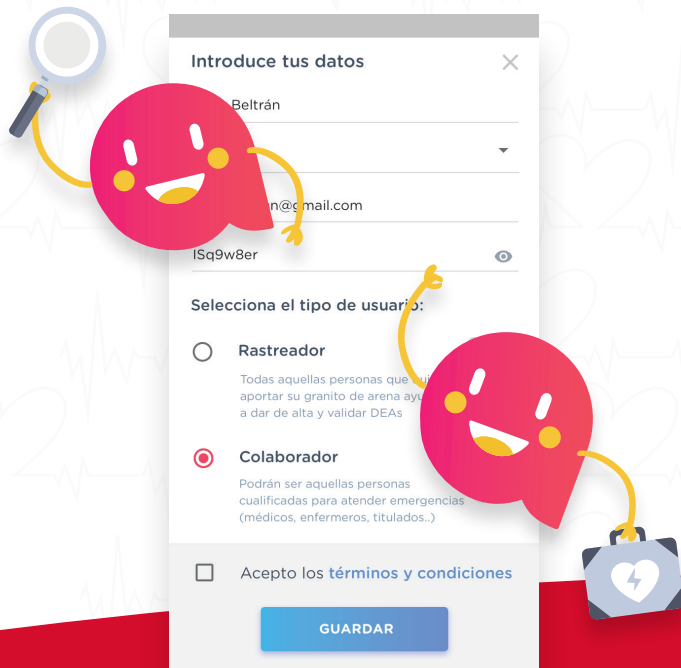 Introduce tus datos
Beltrán
n@gmail.com
ISq9w8er
Selecciona el tipo de usuario:
Rastreador
Todas aquellas personas que
aportar su granito de arena
a dar de alta y validar DEAs
Colaborador
Podrán ser aquellas personas
cualificadas para atender emergencias
(médicos, enfermeros, titulados..)
Acepto los términos y condiciones
GUARDAR